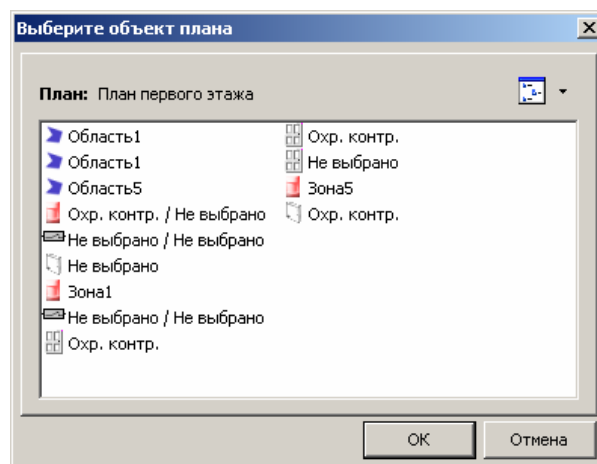 Выберите объект плана
План: План первого этажа
Область1
Область1
Область5
Охр. контр. / Не выбрано
Не выбрано / Не выбрано
Не выбрано
Зона1
Не выбрано / Не выбрано
Охр. контр.
Охр. контр.
Не выбрано
Зона5
Охр. контр.
ОК
Отмена